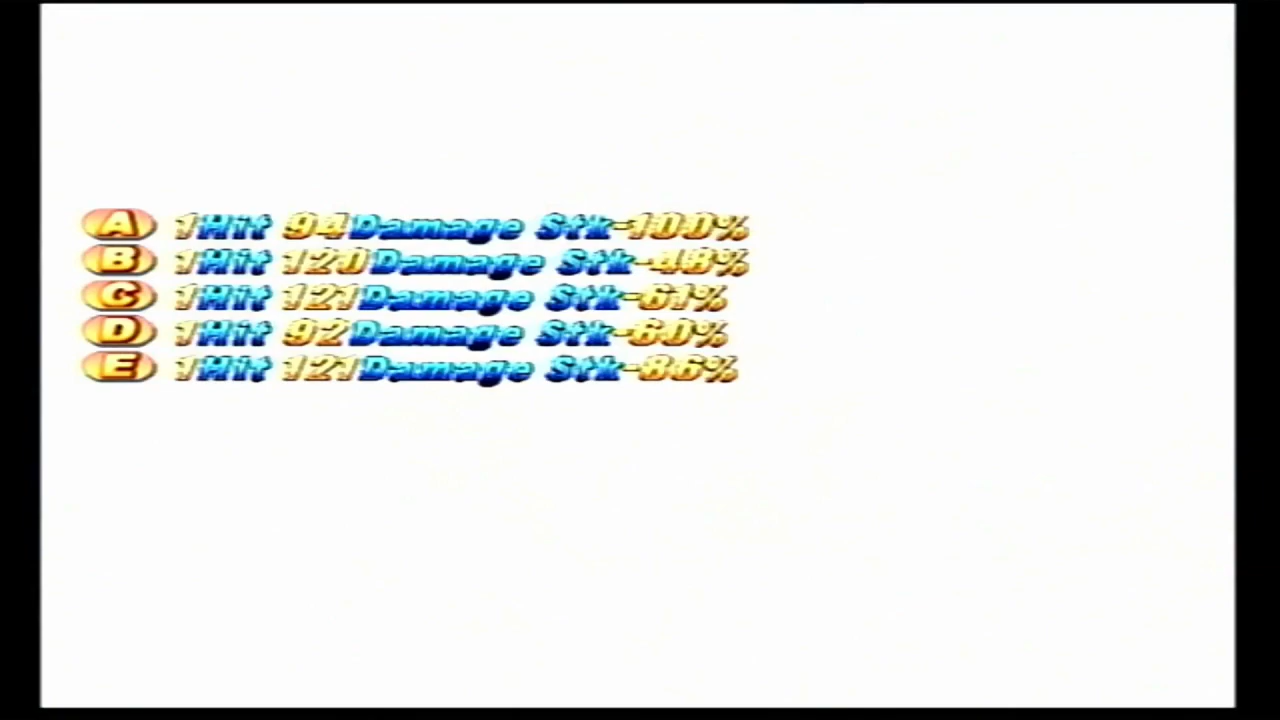 A 1Hit 94Damage Stk-100%
B 1Hit 120Damage Stk-48%
C 1Hit 121Damage Stk-61%
D 1Hit 92Damage Stk-60%
E 1Hit 121Damage Stk-86%